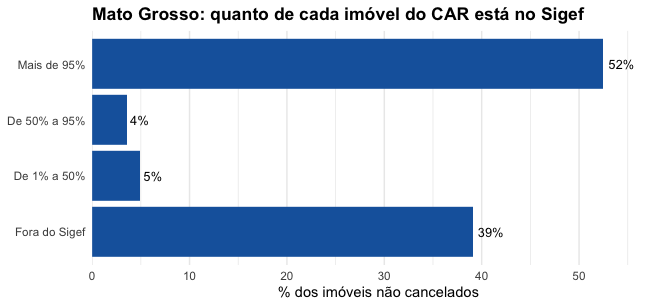 Mato Grosso: quanto de cada imóvel do CAR está no Sigef
Mais de 95%
52%
De 50% a 95%
4%
De 1% a 50%
5%
Fora do Sigef
39%
0 10 20 30 40 50
% dos imóveis não cancelados